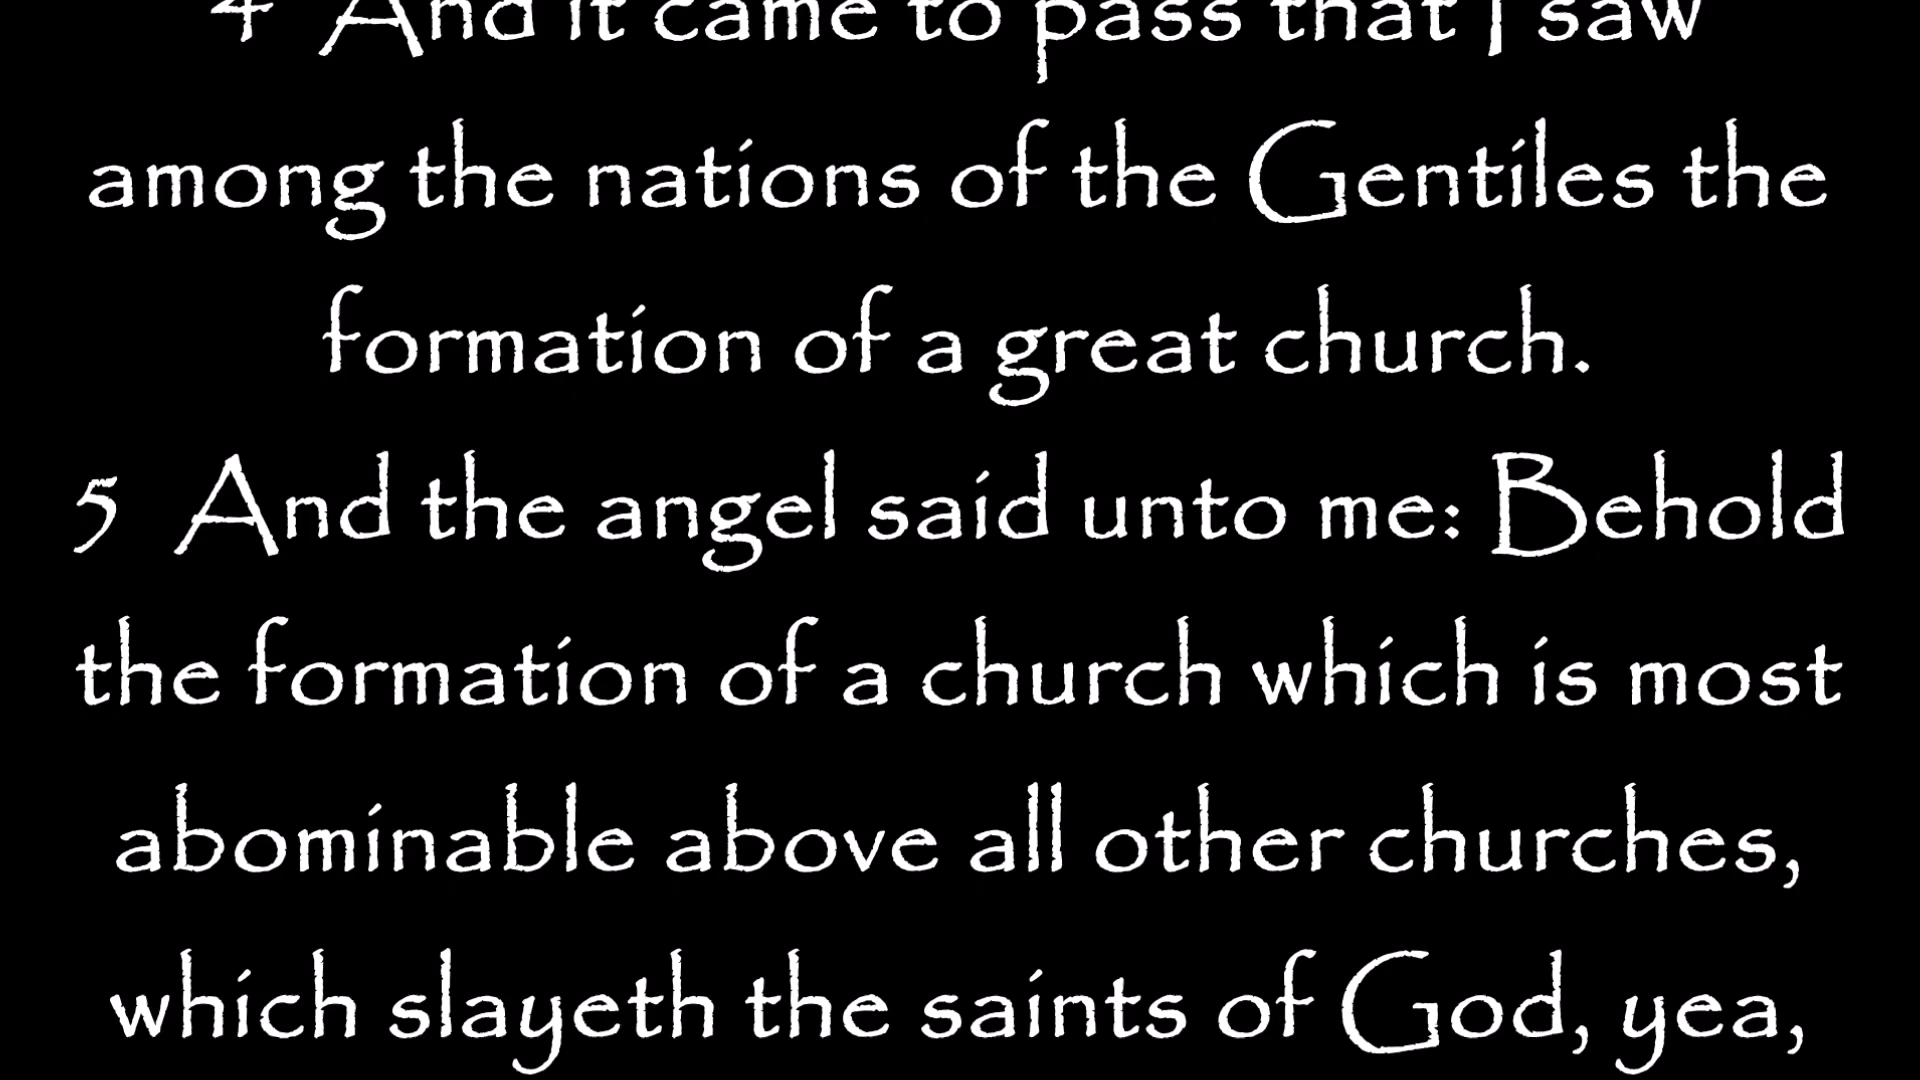 4 And it came to pass that I saw
among the nations of the Gentiles the
formation of a great church.
5 And the angel said unto me: Behold
the formation of a church which is most
abominable above all other churches,
which slayeth the saints of God, yea,